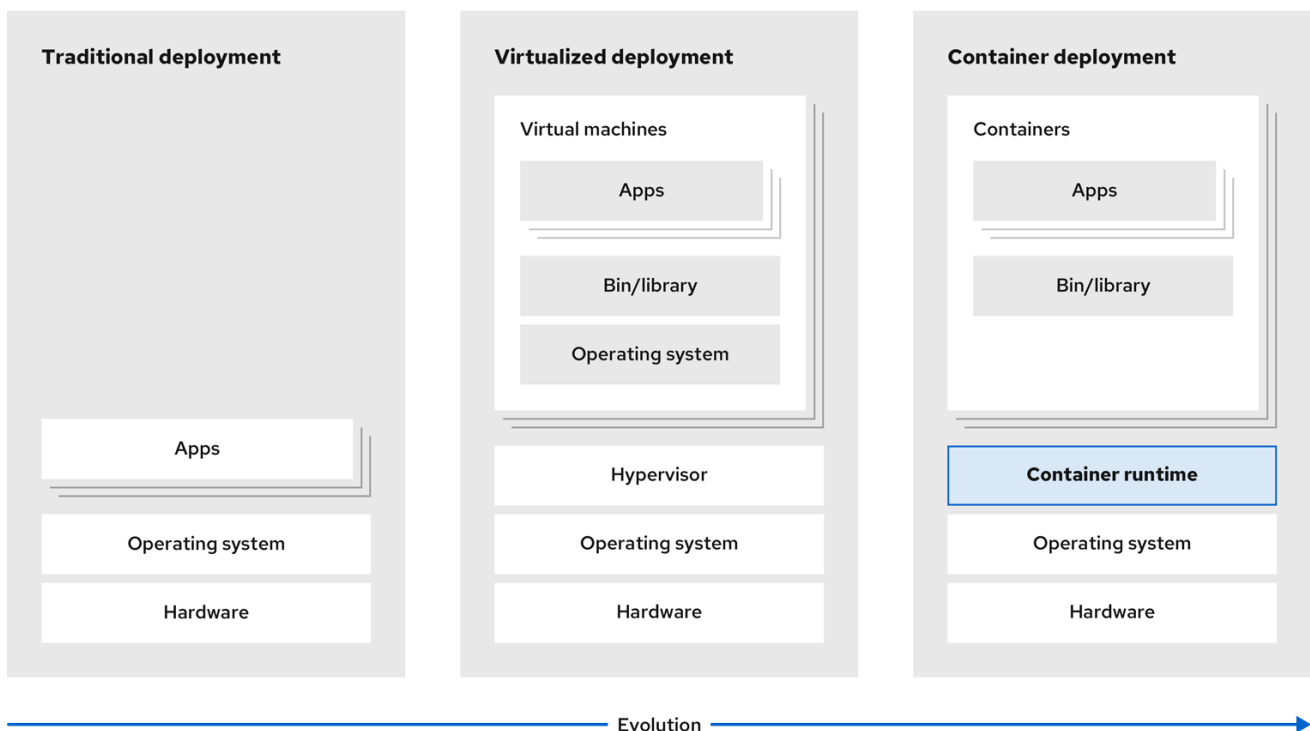 Traditional deployment
Apps
Operating system
Hardware
Virtualized deployment
Virtual machines
Apps
Bin/library
Operating system
Hypervisor
Operating system
Hardware
Container deployment
Containers
Apps
Bin/library
Container runtime
Operating system
Hardware
Evolution